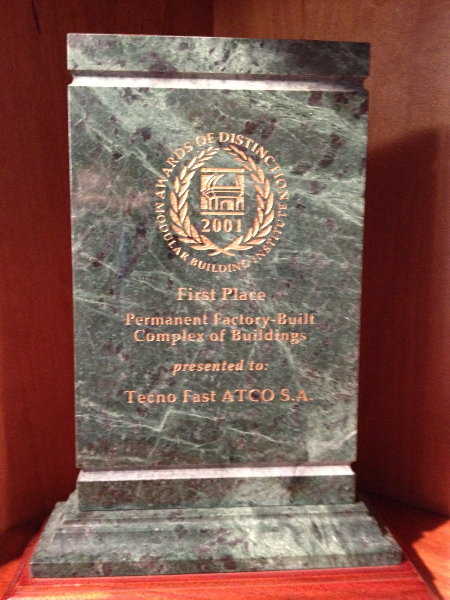 AWARDS OF DISTINCTION
MODULAR BUILDING INSTITUTE
2001
First Place
Permanent Factory-Built
Complex of Buildings
presented to:
Tecno Fast ATCO S.A.